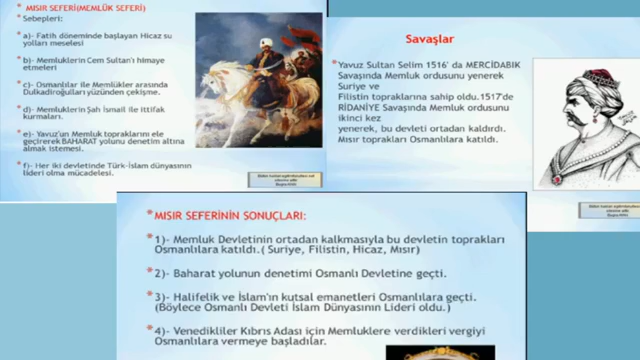 * MISIR SEFERİ(MEMLÜK SEFERİ)
* Sebepleri:
* a)- Fatih döneminde başlayan Hicaz su
yolları meselesi
* b)- Memluklerin Cem Sultan'ı himaye
etmeleri
* c)- Osmanlılar ile Memlükler arasında
Dulkadiroğulları yüzünden çekişme.
* d)- Memluklerin Şah İsmail ile ittifak
kurmaları.
* e)- Yavuz'un Memluk topraklarını ele
geçirerek BAHARAT yolunu denetim altına
almak istemesi.
* f)- Her iki devletinde Türk-İslam dünyasının
lideri olma mücadelesi.
Savaşlar
* Yavuz Sultan Selim 1516' da MERCİDABIK
Savaşında Memluk ordusunu yenerek
Suriye ve
Filistin topraklarına sahip oldu.1517'de
RİDANİYE Savaşında Memluk ordusunu
ikinci kez
yenerek, bu devleti ortadan kaldırdı.
Mısır toprakları Osmanlılara katıldı.
* MISIR SEFERİNİN SONUÇLARI:
* 1)- Memluk Devletinin ortadan kalkmasıyla bu devletin toprakları
Osmanlılara katıldı.( Suriye, Filistin, Hicaz, Mısır)
* 2)- Baharat yolunun denetimi Osmanlı Devletine geçti.
* 3)- Halifelik ve İslam'ın kutsal emanetleri Osmanlılara geçti.
(Böylece Osmanlı Devleti İslam Dünyasının Lideri oldu.)
* 4)- Venedikliler Kıbrıs Adası için Memluklere verdikleri vergiyi
Osmanlılara vermeye başladılar.